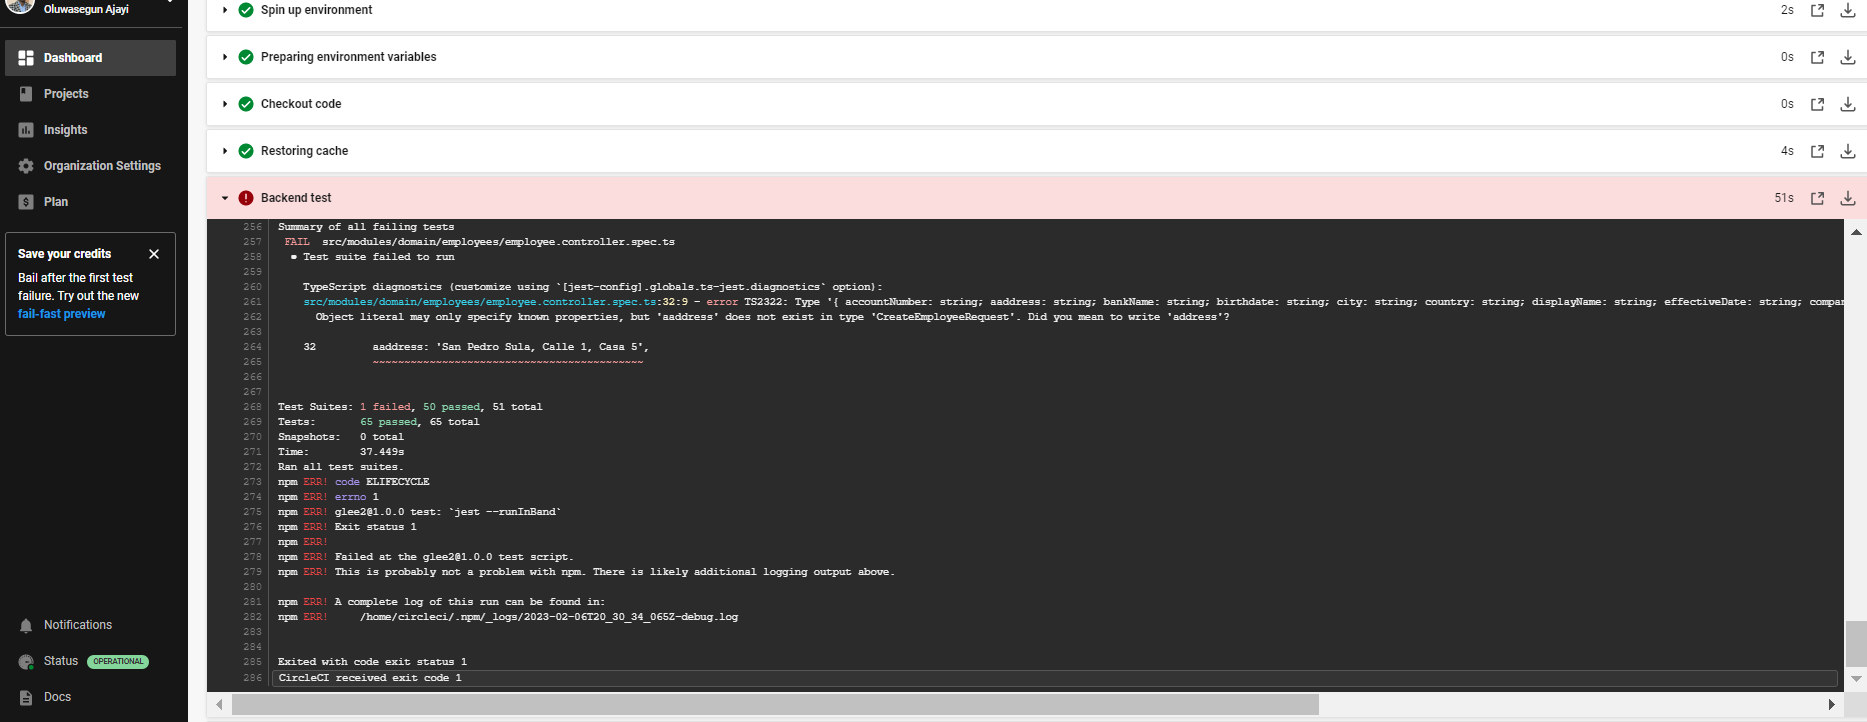 Oluwasegun Ajayi
Dashboard
Projects
Insights
Organization Settings
Plan
Save your credits
Bail after the first test
failure. Try out the new
fail-fast preview
Notifications
Status OPERATIONAL
Docs
Spin up environment 2s
Preparing environment variables 0s
Checkout code 0s
Restoring cache 4s
Backend test 51s
256 Summary of all failing tests
257 FAIL src/modules/domain/employees/employee.controller.spec.ts
258 ● Test suite failed to run
259
260 TypeScript diagnostics (customize using `[jest-config].globals.ts-jest.diagnostics` option):
261 src/modules/domain/employees/employee.controller.spec.ts:32:9 - error TS2322: Type '{ accountNumber: string; aaddress: string; bankName: string; birthdate: string; city: string; country: string; displayName: string; effectiveDate: string; compan
262 Object literal may only specify known properties, but 'aaddress' does not exist in type 'CreateEmployeeRequest'. Did you mean to write 'address'?
263
264 32 aaddress: 'San Pedro Sula, Calle 1, Casa 5',
265 ~~~~~~~~~~~~~~~~~~~~~~~~~~~~~~~~~~~~~~~~~~~
266
267
268 Test Suites: 1 failed, 50 passed, 51 total
269 Tests: 65 passed, 65 total
270 Snapshots: 0 total
271 Time: 37.449s
272 Ran all test suites.
273 npm ERR! code ELIFECYCLE
274 npm ERR! errno 1
275 npm ERR! glee2@1.0.0 test: `jest --runInBand`
276 npm ERR! Exit status 1
277 npm ERR!
278 npm ERR! Failed at the glee2@1.0.0 test script.
279 npm ERR! This is probably not a problem with npm. There is likely additional logging output above.
280
281 npm ERR! A complete log of this run can be found in:
282 npm ERR! /home/circleci/.npm/_logs/2023-02-06T20_30_34_065Z-debug.log
283
284
285 Exited with code exit status 1
286 CircleCI received exit code 1